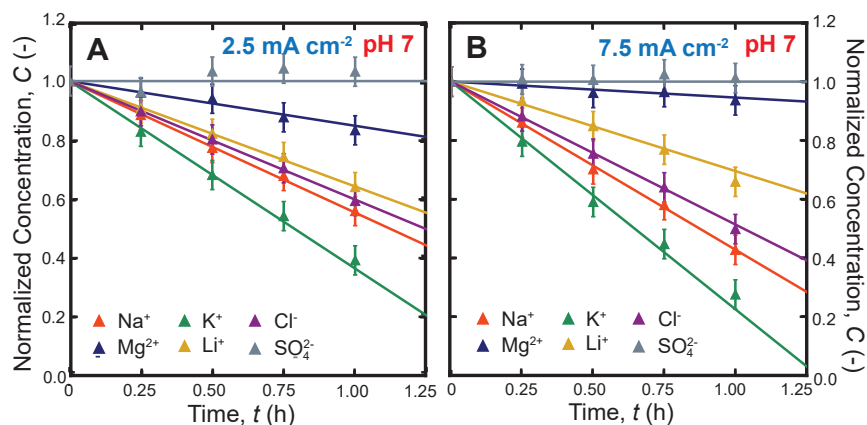 A
2.5 mA cm⁻² pH 7
Normalized Concentration, C (-)
1.2
1.0
0.8
0.6
0.4
0.2
0.0
Na⁺ K⁺ Cl⁻
Mg²⁺ Li⁺ SO₄²⁻
0 0.25 0.50 0.75 1.00 1.25
Time, t (h)
B
7.5 mA cm⁻² pH 7
Na⁺ K⁺ Cl⁻
Mg²⁺ Li⁺ SO₄²⁻
0 0.25 0.50 0.75 1.00 1.25
Time, t (h)
1.2
1.0
0.8
0.6
0.4
0.2
0.0
Normalized Concentration, C (-)